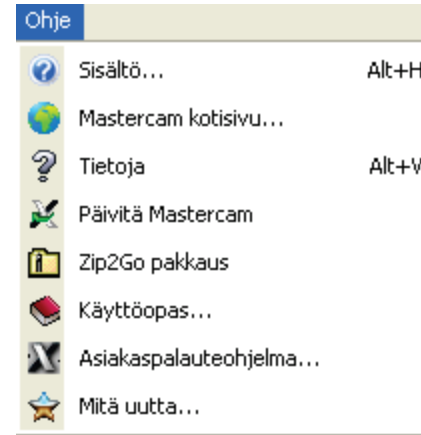 Ohje
Sisältö... Alt+H
Mastercam kotisivu...
Tietoja Alt+V
Päivitä Mastercam
Zip2Go pakkaus
Käyttöopas...
Asiakaspalauteohjelma...
Mitä uutta...